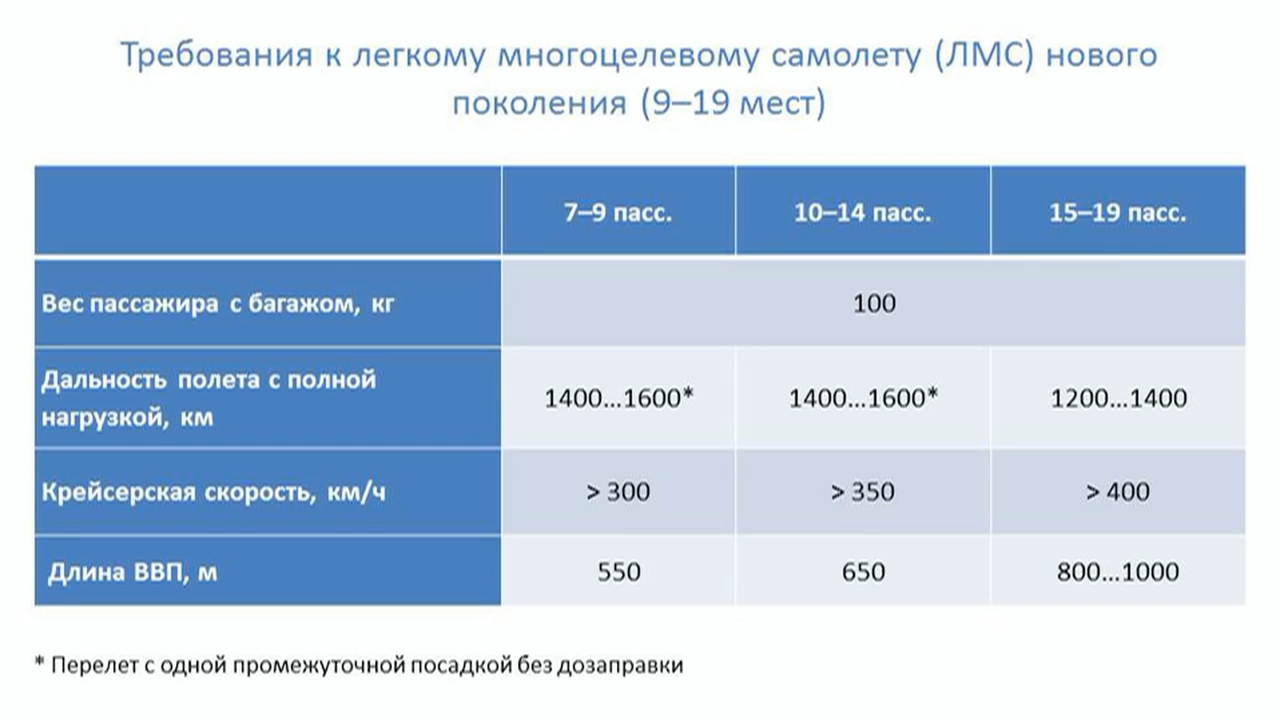 Требования к легкому многоцелевому самолету (ЛМС) нового
поколения (9–19 мест)
7–9 пасс.
10–14 пасс.
15–19 пасс.
Вес пассажира с багажом, кг
100
Дальность полета с полной
нагрузкой, км
1400...1600*
1400...1600*
1200...1400
Крейсерская скорость, км/ч
> 300
> 350
> 400
Длина ВВП, м
550
650
800...1000
* Перелет с одной промежуточной посадкой без дозаправки